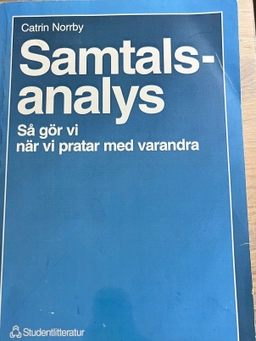 Catrin Norrby
Samtals-
analys
Så gör vi
när vi pratar med varandra
Studentlitteratur